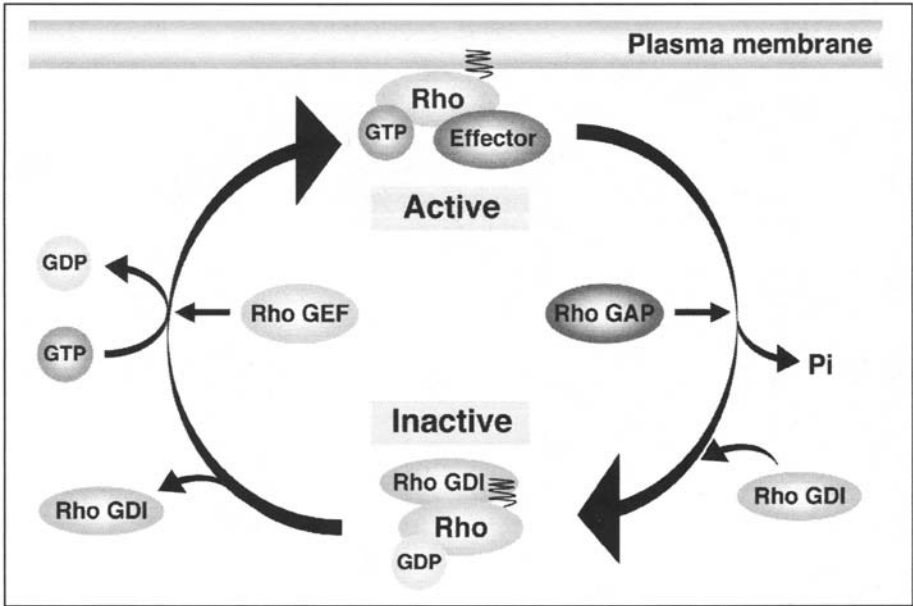 Plasma membrane
Rho
GTP
Effector
Active
GDP
Rho GEF
Rho GAP
GTP
Pi
Inactive
Rho GDI
Rho GDI
Rho GDI
Rho
GDP